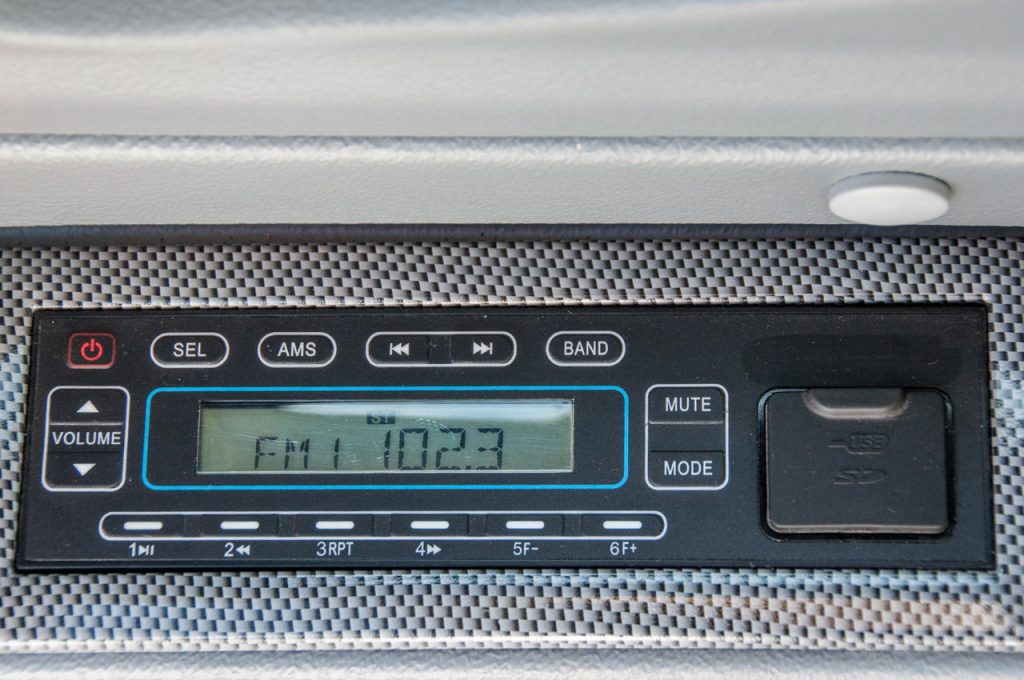 SEL
AMS
BAND
VOLUME
ST
FM1 102.3
MUTE
MODE
USB
SD
1
2
3RPT
4
5F-
6F+